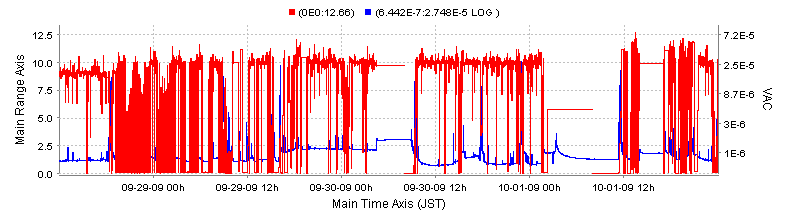 (0E0:12.66) (6.442E-7:2.748E-5 LOG )
Main Range Axis
12.5
10.0
7.5
5.0
2.5
0.0
7.2E-5
2.5E-5
8.7E-6
3E-6
1E-6
VAC
09-29-09 00h 09-29-09 12h 09-30-09 00h 09-30-09 12h 10-01-09 00h 10-01-09 12h
Main Time Axis (JST)